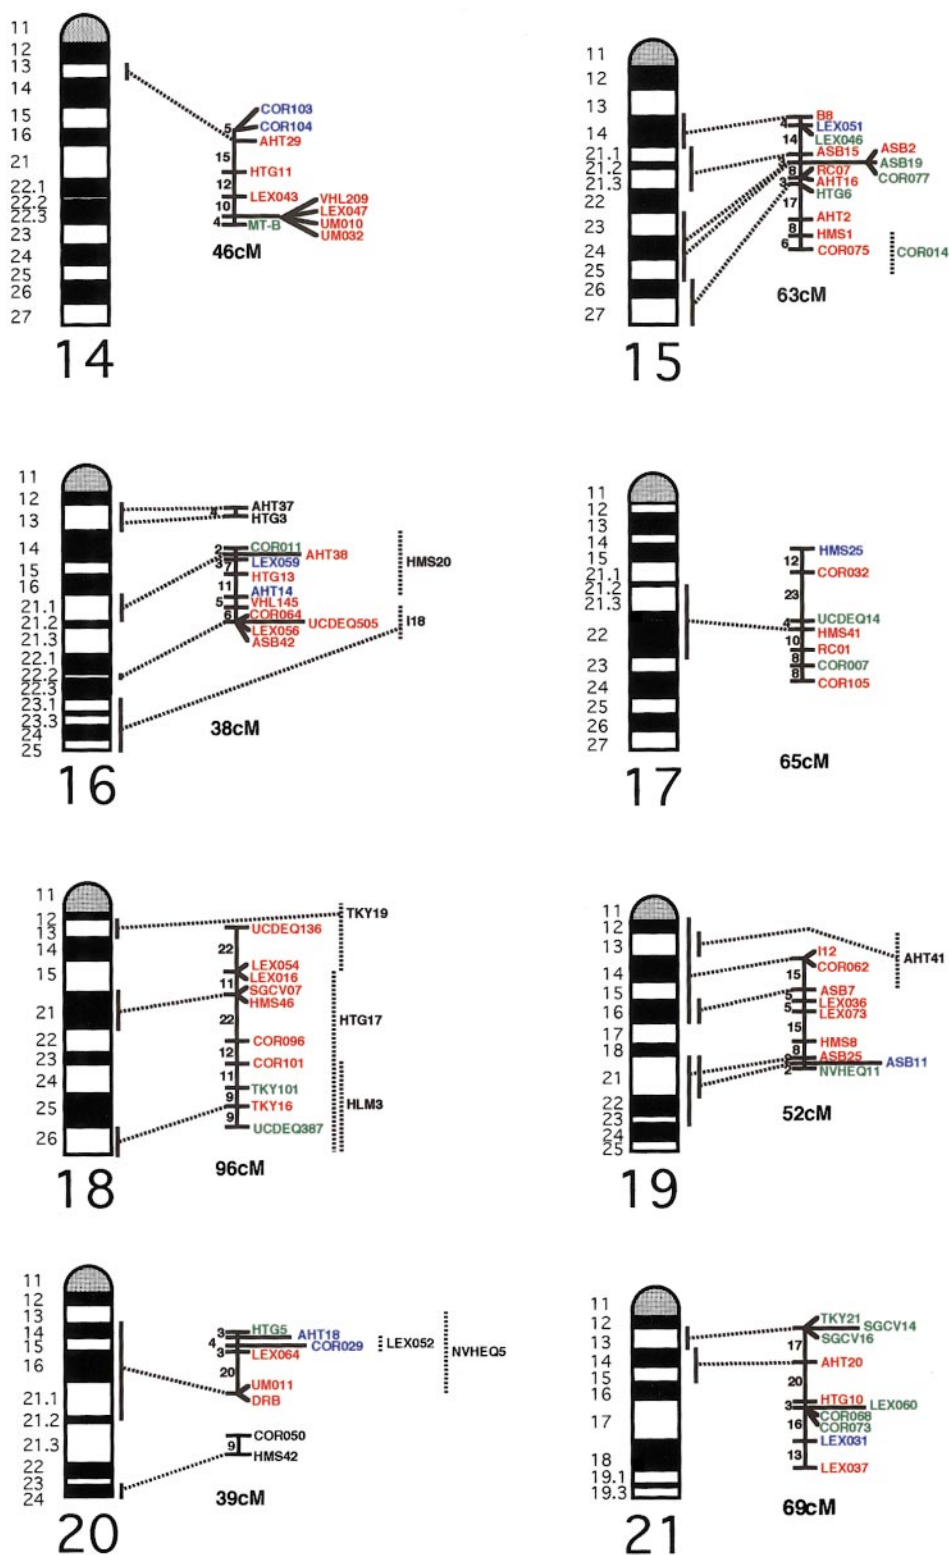 11
12
13
14
15
16
21
22.1
22.2
22.3
23
24
25
26
27
COR103
5
COR104
AHT29
15
HTG11
12
LEX043
10
VHL209
LEX047
4
MT-B
UM010
UM032
46cM
14
11
12
13
14
21.1
21.2
21.3
22
23
24
25
26
27
B8
4
LEX051
14
LEX046
ASB15
ASB2
ASB19
8
RC07
COR077
3
AHT16
HTG6
17
AHT2
8
HMS1
6
COR075
COR014
63cM
15
11
12
13
14
15
16
21.1
21.2
21.3
22.1
22.2
22.3
23.1
23.3
24
25
AHT37
4
HTG3
COR011
2
AHT38
3
LEX059
7
HTG13
11
AHT14
5
VHL145
6
COR064
UCDEQ505
LEX056
ASB42
HMS20
I18
38cM
16
11
12
13
14
15
21.1
21.2
21.3
22
23
24
25
26
27
HMS25
12
COR032
23
UCDEQ14
4
HMS41
10
RC01
8
COR007
8
COR105
65cM
17
11
12
13
14
15
21
22
23
24
25
26
TKY19
UCDEQ136
22
LEX054
LEX016
11
SGCV07
HMS46
22
HTG17
COR096
12
COR101
11
TKY101
9
TKY16
HLM3
9
UCDEQ387
96cM
18
11
12
13
14
15
16
17
18
21
22
23
24
25
I12
COR062
AHT41
15
ASB7
5
LEX036
5
LEX073
15
HMS8
8
ASB25
ASB11
2
NVHEQ11
52cM
19
11
12
13
14
15
16
21.1
21.2
21.3
22
23
24
3
HTG5
AHT18
4
COR029
3
LEX064
LEX052
NVHEQ5
20
UM011
DRB
COR050
9
HMS42
39cM
20
11
12
13
14
15
16
17
18
19.1
19.3
TKY21
SGCV14
17
SGCV16
AHT20
20
HTG10
3
LEX060
COR068
16
COR073
LEX031
13
LEX037
69cM
21